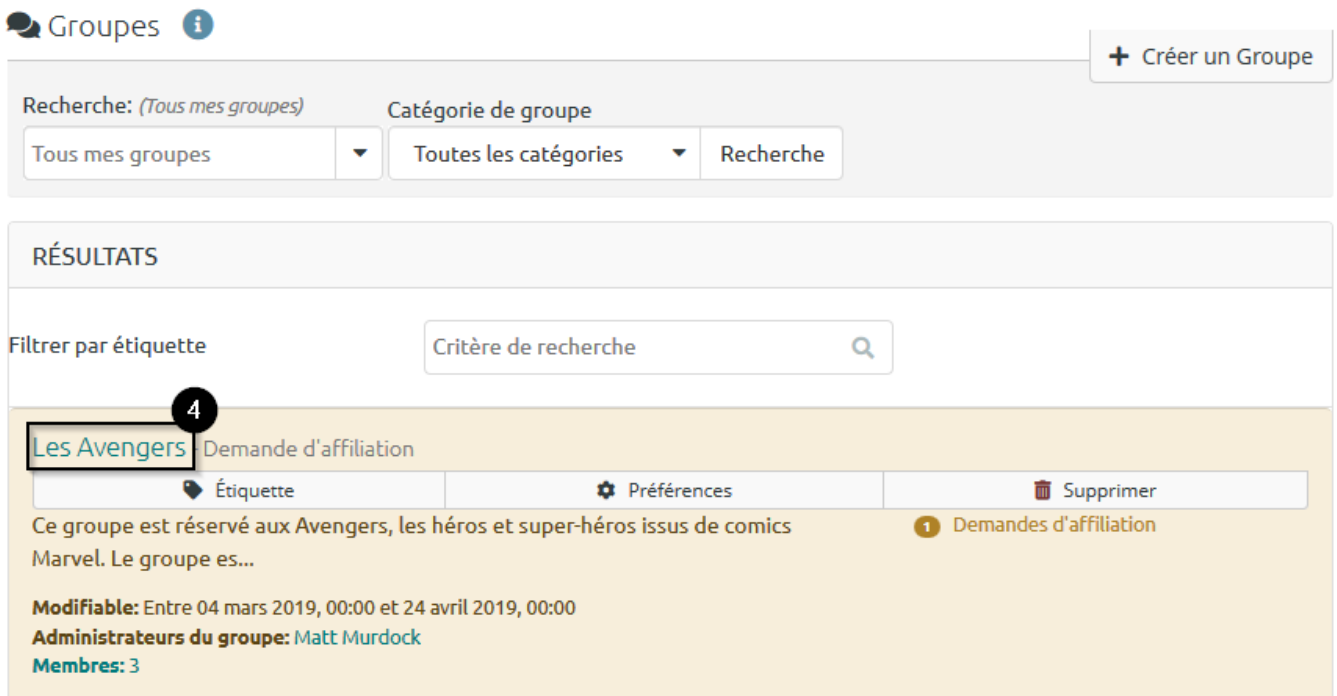 Groupes
+ Créer un Groupe
Recherche: (Tous mes groupes)
Catégorie de groupe
Tous mes groupes
Toutes les catégories
Recherche
RÉSULTATS
Filtrer par étiquette
Critère de recherche
4
Les Avengers - Demande d'affiliation
Étiquette
Préférences
Supprimer
Ce groupe est réservé aux Avengers, les héros et super-héros issus de comics
Marvel. Le groupe es...
1 Demandes d'affiliation
Modifiable: Entre 04 mars 2019, 00:00 et 24 avril 2019, 00:00
Administrateurs du groupe: Matt Murdock
Membres: 3